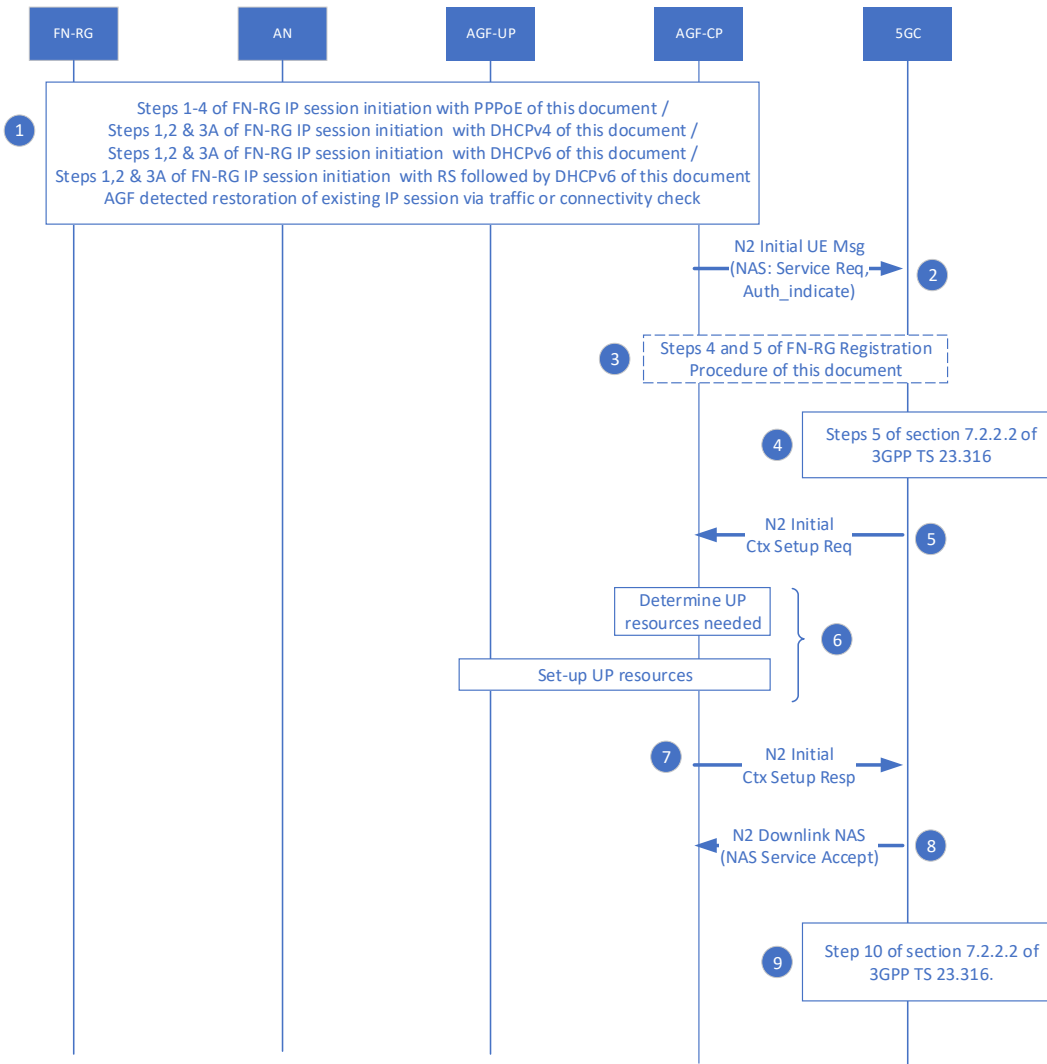 FN-RG
AN
AGF-UP
AGF-CP
5GC
1
Steps 1-4 of FN-RG IP session initiation with PPPoE of this document /
Steps 1,2 & 3A of FN-RG IP session initiation with DHCPv4 of this document /
Steps 1,2 & 3A of FN-RG IP session initiation with DHCPv6 of this document /
Steps 1,2 & 3A of FN-RG IP session initiation with RS followed by DHCPv6 of this document
AGF detected restoration of existing IP session via traffic or connectivity check
N2 Initial UE Msg
(NAS: Service Req,
Auth_indicate)
2
3
Steps 4 and 5 of FN-RG Registration
Procedure of this document
4
Steps 5 of section 7.2.2.2 of
3GPP TS 23.316
N2 Initial
Ctx Setup Req
5
Determine UP
resources needed
6
Set-up UP resources
7
N2 Initial
Ctx Setup Resp
N2 Downlink NAS
(NAS Service Accept)
8
9
Step 10 of section 7.2.2.2 of
3GPP TS 23.316.